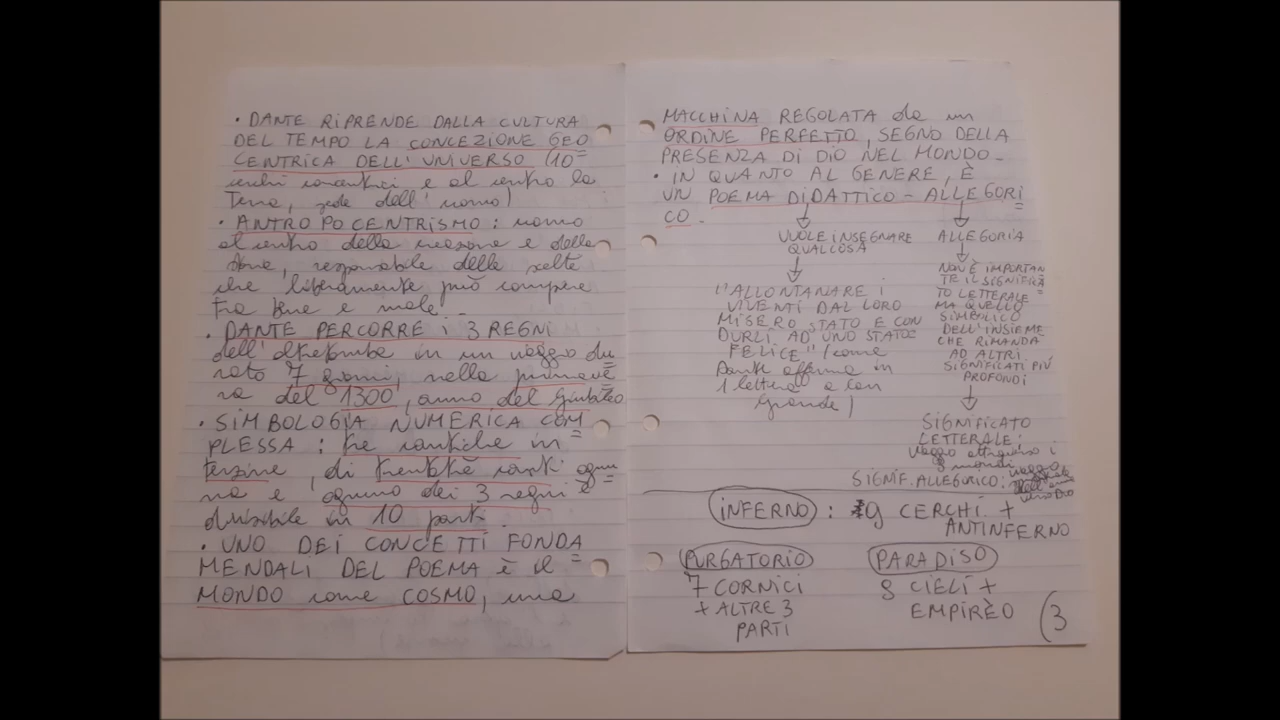 • DANTE RIPRENDE DALLA CULTURA
DEL TEMPO LA CONCEZIONE GEO
CENTRICA DELL'UNIVERSO (10
cerchi concentrici e al centro la
Terra, sede dell'uomo)
• ANTROPOCENTRISMO: uomo
al centro della creazione e della
storia, responsabile delle scelte
che liberamente può compiere
tra bene e male.
• DANTE PERCORRE i 3 REGNI
dell'oltretomba in un viaggio du
rato 7 giorni, nella primave
ra del 1300, anno del Giubileo
• SIMBOLOGIA NUMERICA COM
PLESSA: tre cantiche in
terzine, di trentatré canti ognu
na e ognuno dei 3 regni è
divisibile in 10 parti.
• UNO DEI CONCETTI FONDA
MENDALI DEL POEMA È il
MONDO come COSMO, una
MACCHINA REGOLATA da un
ORDINE PERFETTO, SEGNO DELLA
PRESENZA DI DIO NEL MONDO.
• IN QUANTO AL GENERE, È
UN POEMA DIDATTICO - ALLEGORI
CO.
VUOLE INSEGNARE
QUALCOSA
"ALLONTANARE I
VIVENTI DAL LORO
MISERO STATO E CON
DURLI AD UNO STATO
FELICE" (come
Dante afferma in
1 lettera a Can
Grande)
ALLEGORIA
NON È IMPORTAN
TE IL SIGNIFICA
TO LETTERALE
MA QUELLO
SIMBOLICO
DELL'INSIEME
CHE RIMANDA
AD ALTRI
SIGNIFICATI PIÙ
PROFONDI
SIGNIFICATO
LETTERALE:
viaggio attraverso i
3 mondi
SIGNIF. ALLEGORICO: viaggio
dell'anima
verso Dio
INFERNO: 9 CERCHI +
ANTINFERNO
PURGATORIO
7 CORNICI
+ ALTRE 3
PARTI
PARADISO
8 CIELI +
EMPIRÈO
(3